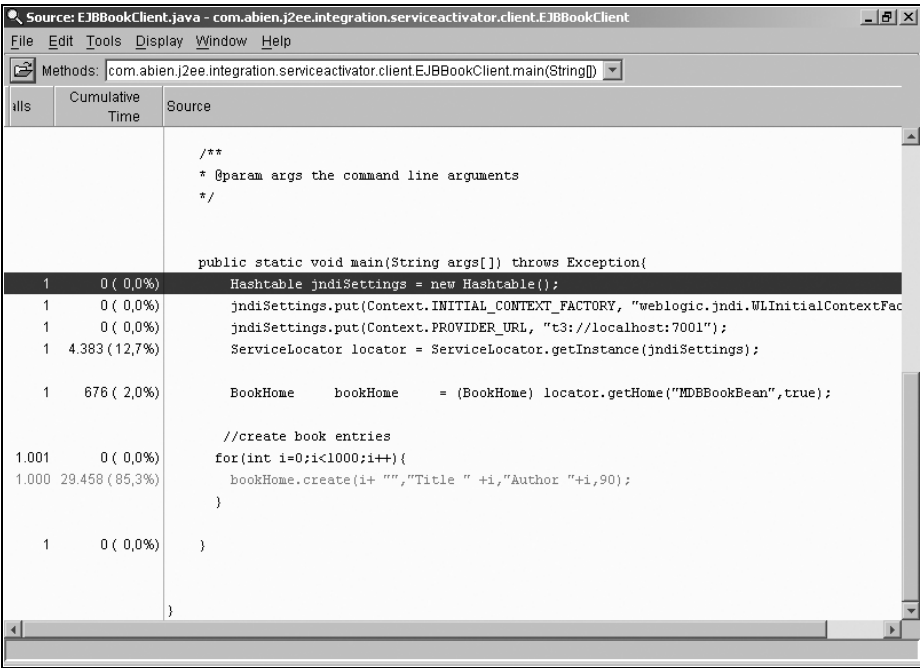 Source: EJBBookClient.java - com.abien.j2ee.integration.serviceactivator.client.EJBBookClient
File Edit Tools Display Window Help
Methods: com.abien.j2ee.integration.serviceactivator.client.EJBBookClient.main(String[])
alls Cumulative Time Source
/**
* @param args the command line arguments
*/
public static void main(String args[]) throws Exception{
1 0 ( 0,0%) Hashtable jndiSettings = new Hashtable();
1 0 ( 0,0%) jndiSettings.put(Context.INITIAL_CONTEXT_FACTORY, "weblogic.jndi.WLInitialContextFac
1 0 ( 0,0%) jndiSettings.put(Context.PROVIDER_URL, "t3://localhost:7001");
1 4.383 (12,7%) ServiceLocator locator = ServiceLocator.getInstance(jndiSettings);
1 676 ( 2,0%) BookHome bookHome = (BookHome) locator.getHome("MDBBookBean",true);
//create book entries
1.001 0 ( 0,0%) for(int i=0;i<1000;i++){
1.000 29.458 (85,3%) bookHome.create(i+ "","Title " +i,"Author "+i,90);
}
1 0 ( 0,0%) }
}